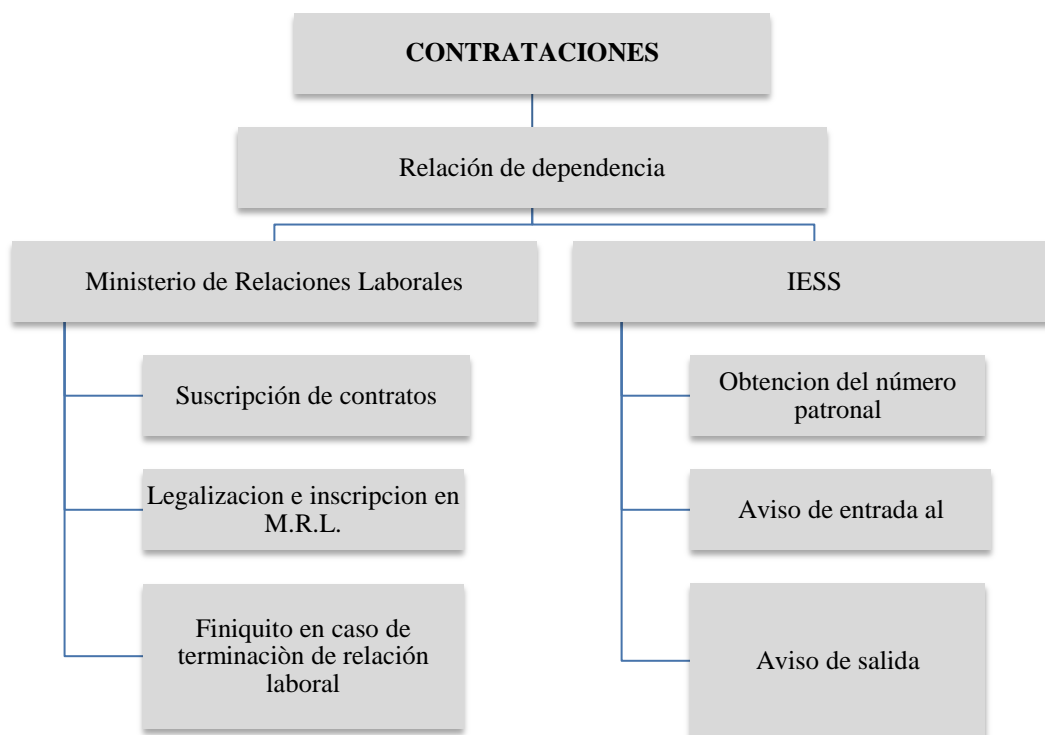 CONTRATACIONES
Relación de dependencia
Ministerio de Relaciones Laborales
Suscripción de contratos
Legalizacion e inscripcion en
M.R.L.
Finiquito en caso de
terminaciòn de relación
laboral
IESS
Obtencion del número
patronal
Aviso de entrada al
Aviso de salida